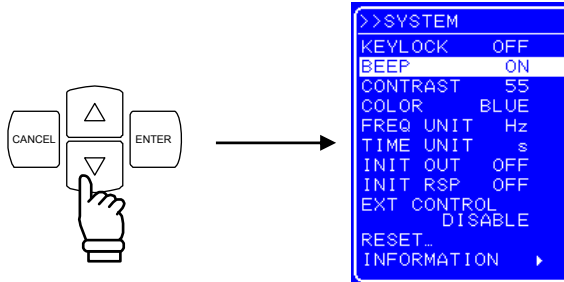 CANCEL
ENTER
>>SYSTEM
KEYLOCK OFF
BEEP ON
CONTRAST 55
COLOR BLUE
FREQ UNIT Hz
TIME UNIT s
INIT OUT OFF
INIT RSP OFF
EXT CONTROL
DISABLE
RESET…
INFORMATION